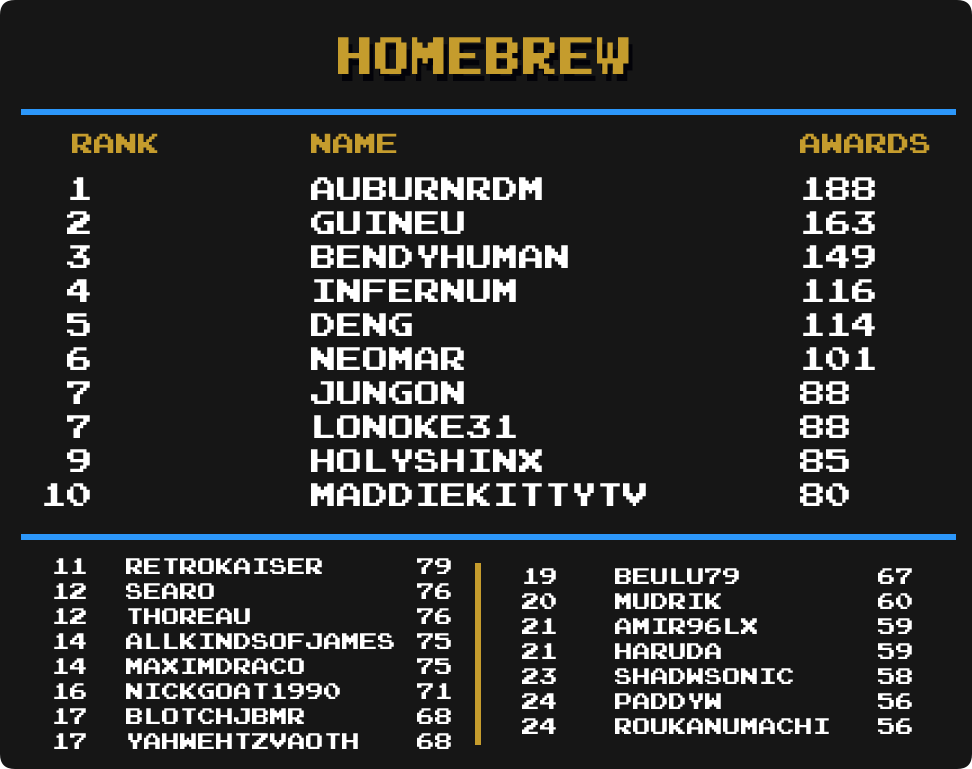 HOMEBREW
RANK NAME AWARDS
1 AUBURNRDM 188
2 GUINEU 163
3 BENDYHUMAN 149
4 INFERNUM 116
5 DENG 114
6 NEOMAR 101
7 JUNGON 88
7 LONOKE31 88
9 HOLYSHINX 85
10 MADDIEKITTYTV 80
11 RETROKAISER 79
12 SEARO 76
12 THOREAU 76
14 ALLKINDSOFJAMES 75
14 MAXIMDRACO 75
16 NICKGOAT1990 71
17 BLOTCHJBMR 68
17 YAHWEHTZVAOTH 68
19 BEULU79 67
20 MUDRIK 60
21 AMIR96LX 59
21 HARUDA 59
23 SHADWSONIC 58
24 PADDYW 56
24 ROUKANUMACHI 56